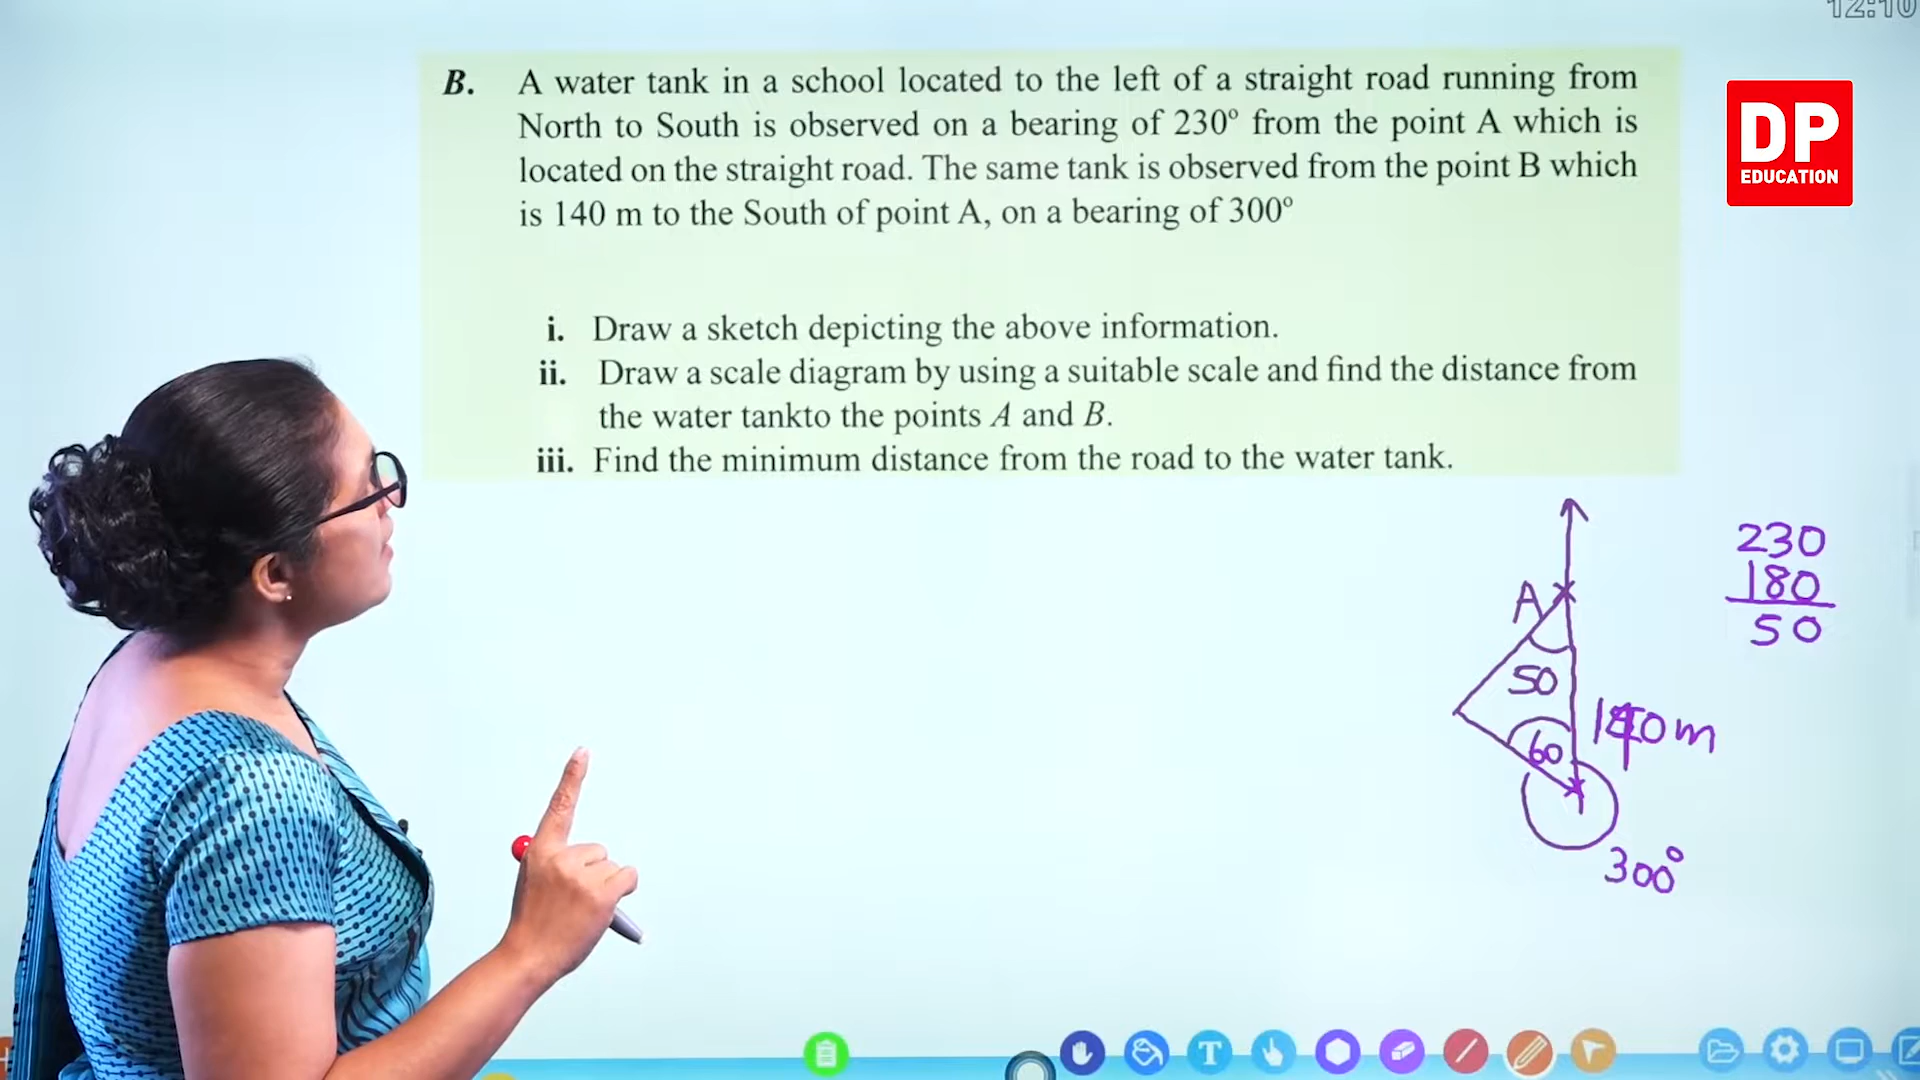 12:10
B. A water tank in a school located to the left of a straight road running from
North to South is observed on a bearing of 230º from the point A which is
located on the straight road. The same tank is observed from the point B which
is 140 m to the South of point A, on a bearing of 300º
i. Draw a sketch depicting the above information.
ii. Draw a scale diagram by using a suitable scale and find the distance from
the water tankto the points A and B.
iii. Find the minimum distance from the road to the water tank.
DP
EDUCATION
230
180
50
A
50
140m
60
300°
T